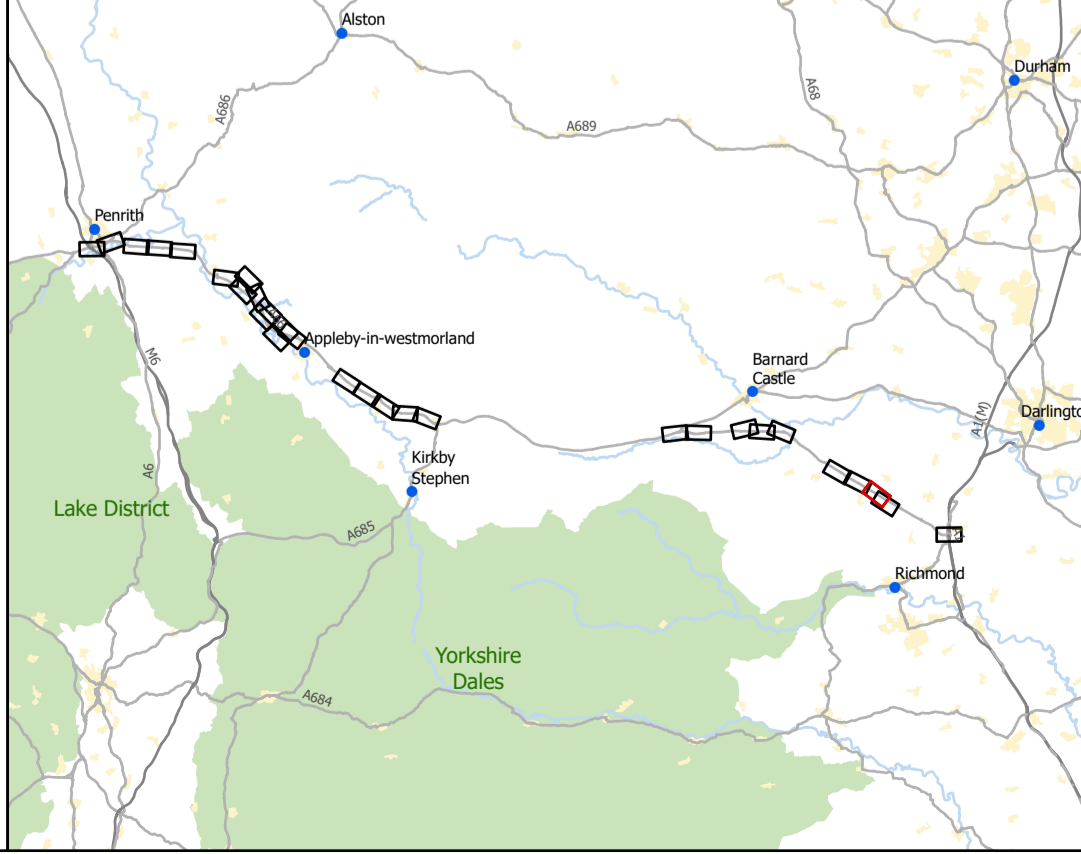 Alston
Durham
A68
A686
A689
Penrith
Appleby-in-westmorland
M6
Barnard
Castle
A1(M)
Darlingto
Kirkby
Stephen
A6
Lake District
A685
Richmond
Yorkshire
Dales
A684